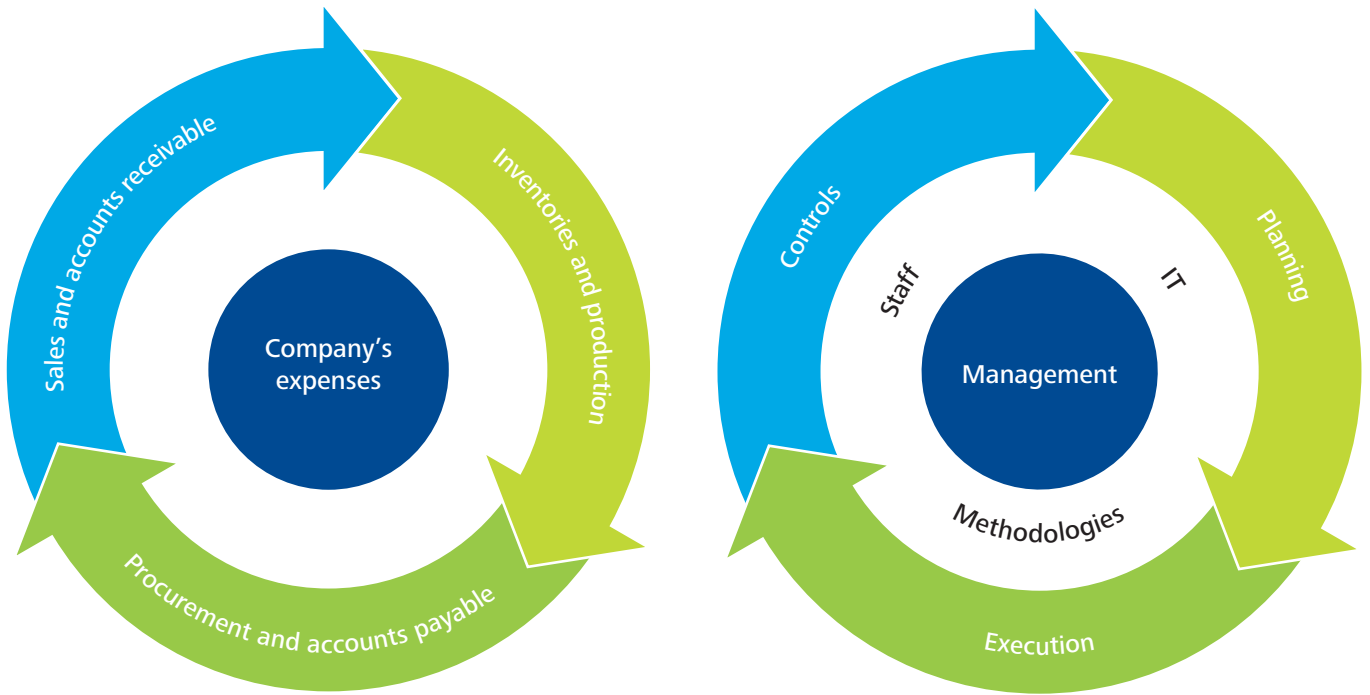 Sales and accounts receivable
Inventories and production
Procurement and accounts payable
Company’s
expenses
Controls
Planning
Execution
Staff
IT
Methodologies
Management